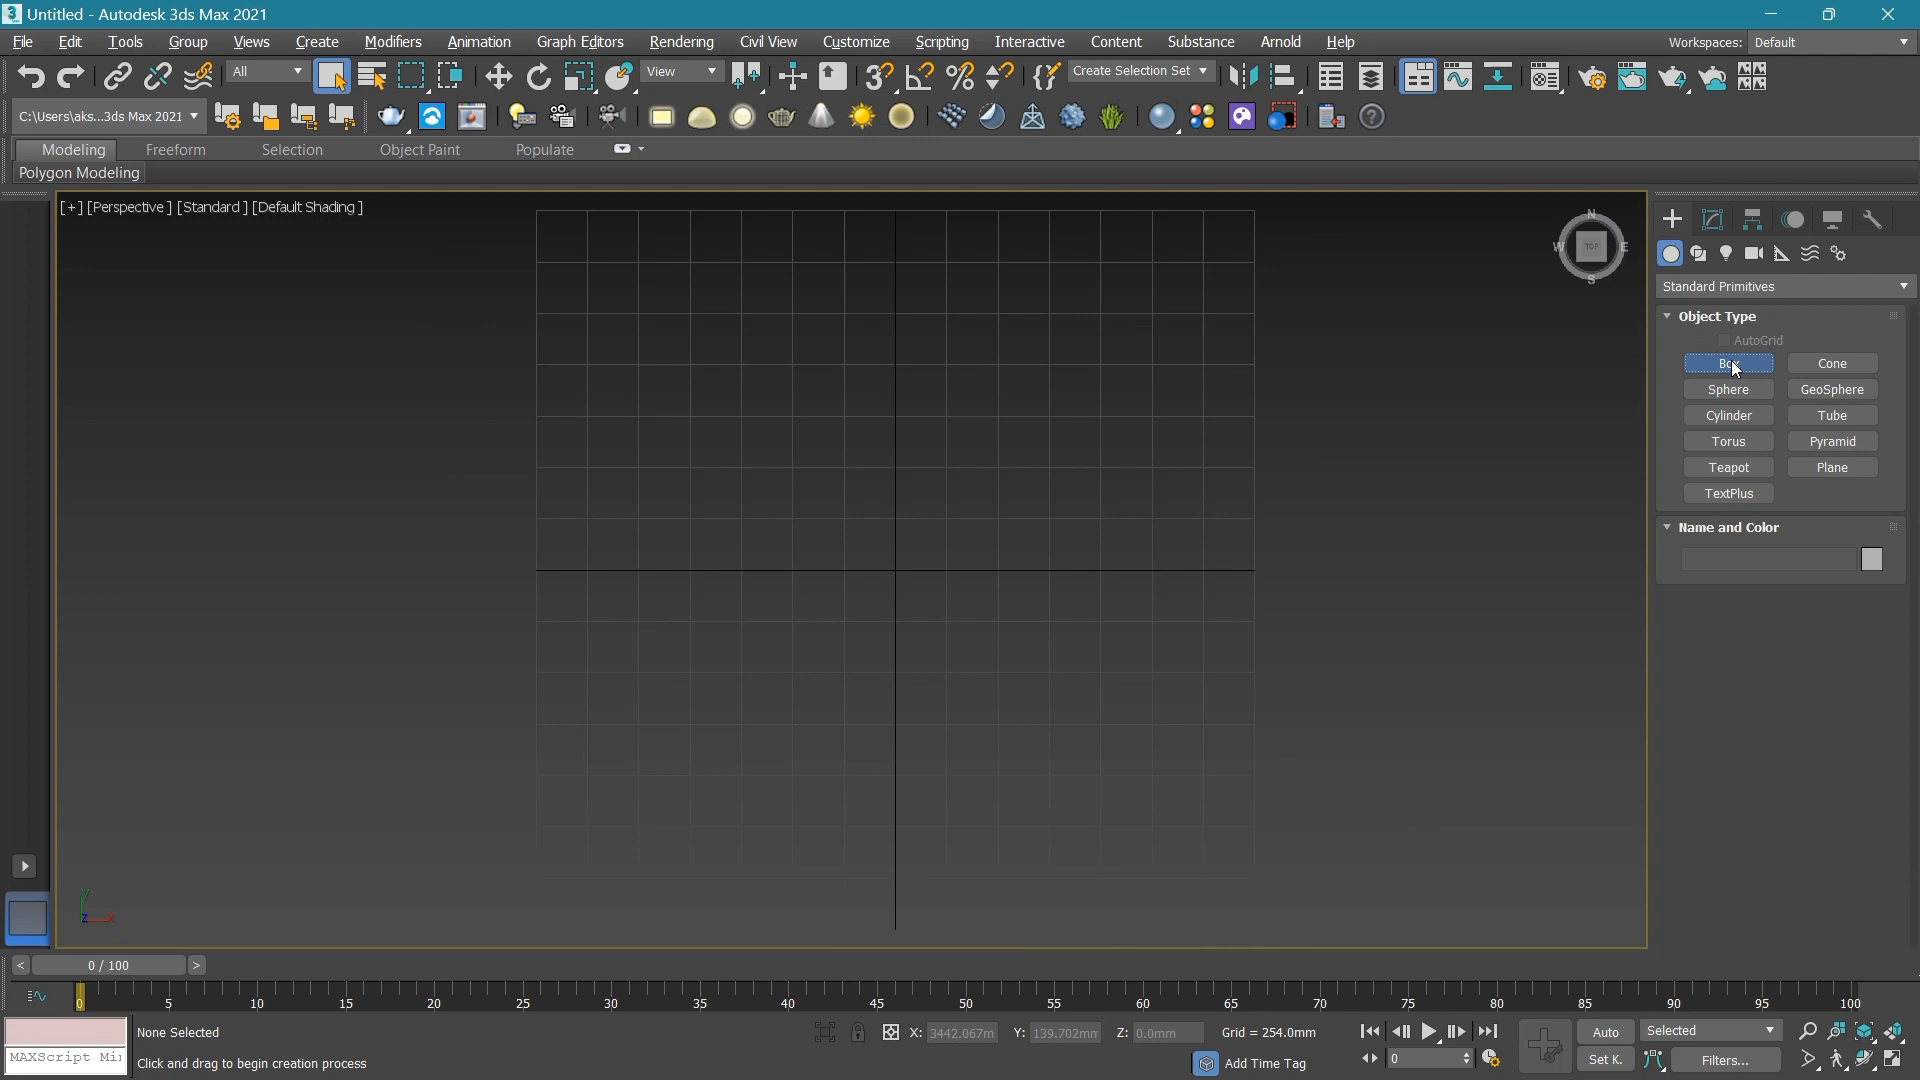 Untitled - Autodesk 3ds Max 2021
File Edit Tools Group Views Create Modifiers Animation Graph Editors Rendering Civil View Customize Scripting Interactive Content Substance Arnold Help Workspaces: Default
All View Create Selection Set
C:\Users\aks...3ds Max 2021
Modeling Freeform Selection Object Paint Populate
Polygon Modeling
[+] [Perspective ] [Standard ] [Default Shading ]
N
W TOP E
S
Standard Primitives
Object Type
AutoGrid
Box Cone
Sphere GeoSphere
Cylinder Tube
Torus Pyramid
Teapot Plane
TextPlus
Name and Color
y
z x
< 0 / 100 >
0 5 10 15 20 25 30 35 40 45 50 55 60 65 70 75 80 85 90 95 100
None Selected X: 3442.067m Y: 139.702mm Z: 0.0mm Grid = 254.0mm Auto Selected
MAXScript Mi Click and drag to begin creation process Add Time Tag 0 Set K. Filters...